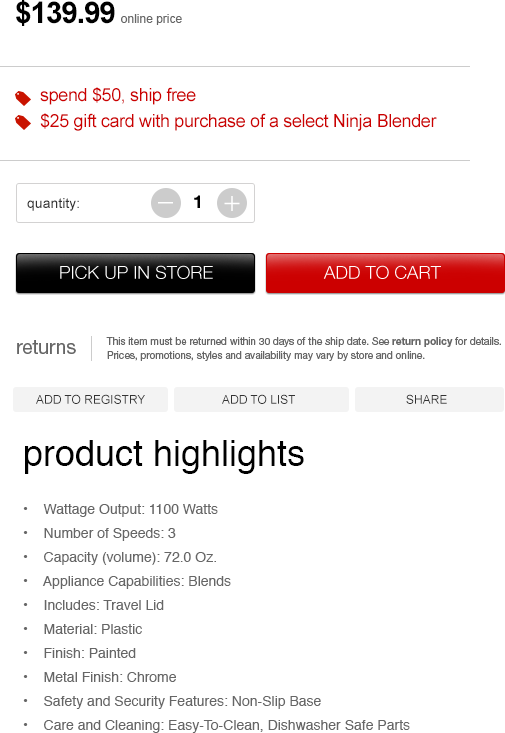 $139.99 online price
spend $50, ship free
$25 gift card with purchase of a select Ninja Blender
quantity: 1
PICK UP IN STORE ADD TO CART
returns
This item must be returned within 30 days of the ship date. See return policy for details.
Prices, promotions, styles and availability may vary by store and online.
ADD TO REGISTRY ADD TO LIST SHARE
product highlights
• Wattage Output: 1100 Watts
• Number of Speeds: 3
• Capacity (volume): 72.0 Oz.
• Appliance Capabilities: Blends
• Includes: Travel Lid
• Material: Plastic
• Finish: Painted
• Metal Finish: Chrome
• Safety and Security Features: Non-Slip Base
• Care and Cleaning: Easy-To-Clean, Dishwasher Safe Parts